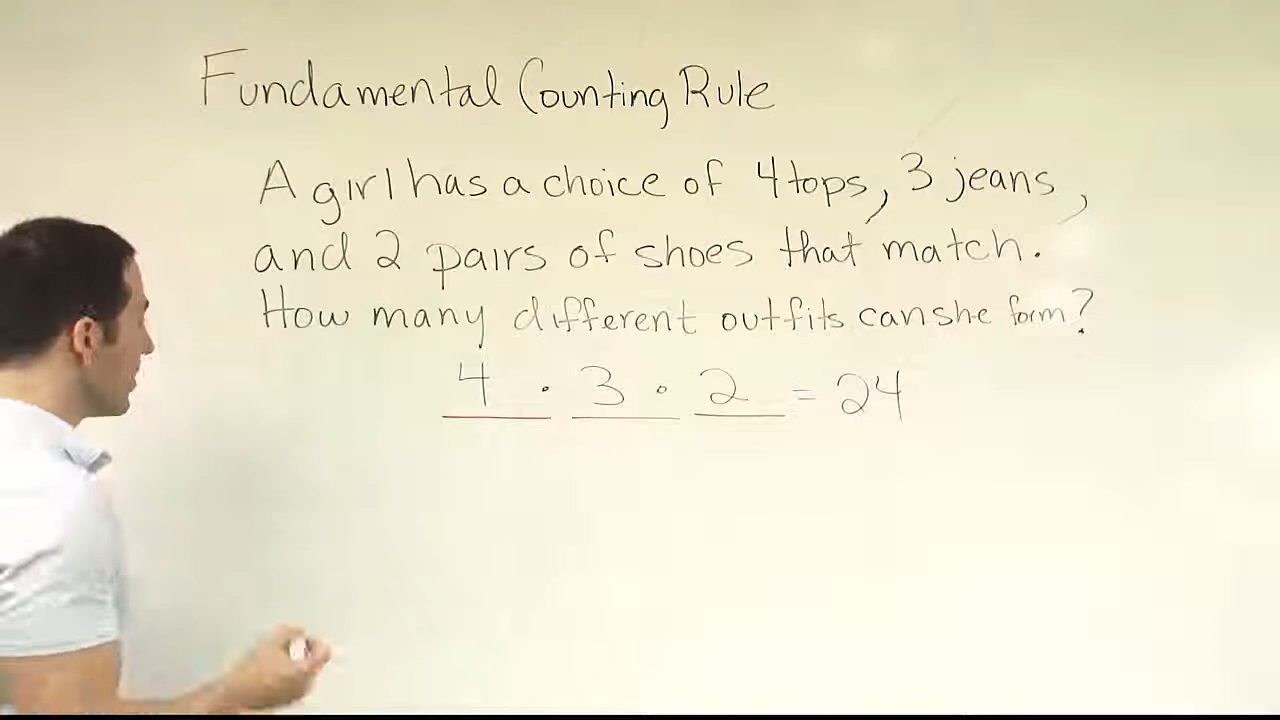 Fundamental Counting Rule
A girl has a choice of 4 tops, 3 jeans,
and 2 pairs of shoes that match.
How many different outfits can she form?
4 · 3 · 2 = 24